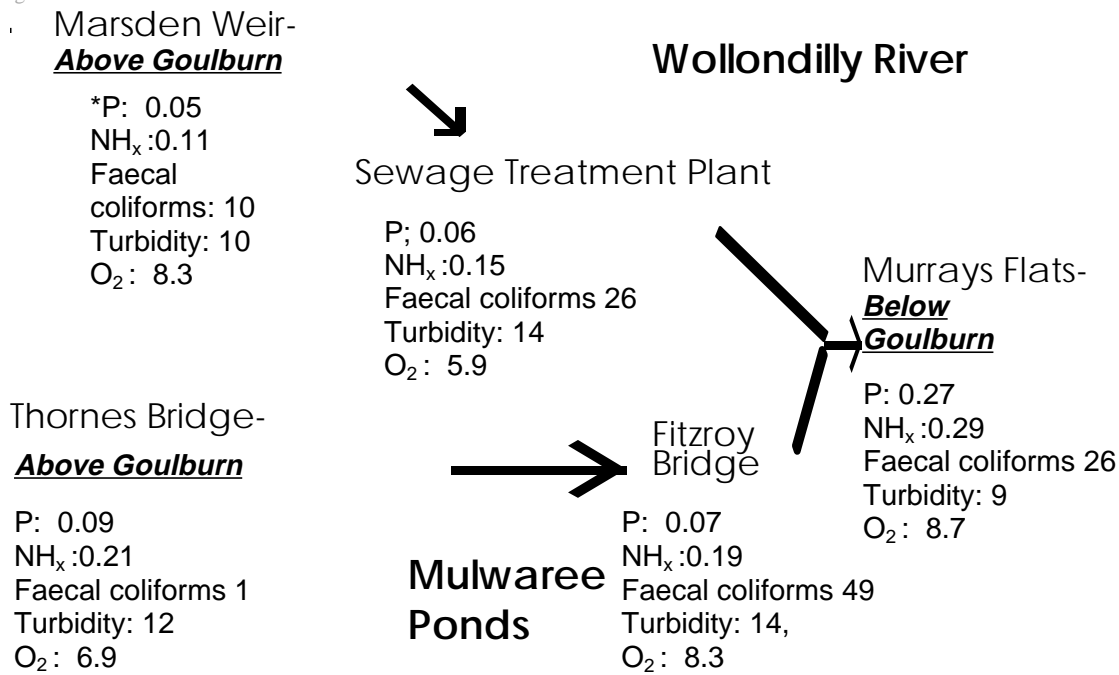 Marsden Weir-
Above Goulburn
*P: 0.05
NHx :0.11
Faecal
coliforms: 10
Turbidity: 10
O2 : 8.3
Wollondilly River
Sewage Treatment Plant
P; 0.06
NHx :0.15
Faecal coliforms 26
Turbidity: 14
O2 : 5.9
Murrays Flats-
Below
Goulburn
P: 0.27
NHx :0.29
Faecal coliforms 26
Turbidity: 9
O2 : 8.7
Thornes Bridge-
Above Goulburn
P: 0.09
NHx :0.21
Faecal coliforms 1
Turbidity: 12
O2 : 6.9
Mulwaree
Ponds
Fitzroy
Bridge
P: 0.07
NHx :0.19
Faecal coliforms 49
Turbidity: 14,
O2 : 8.3